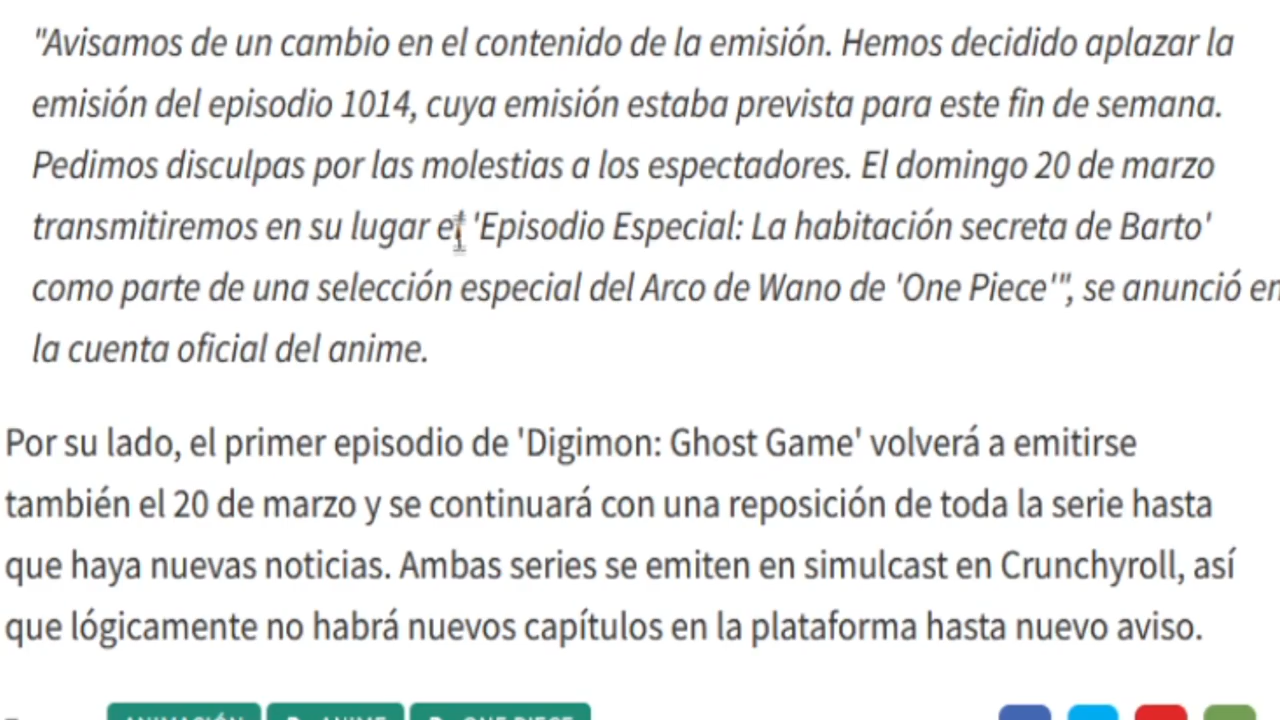 "Avisamos de un cambio en el contenido de la emisión. Hemos decidido aplazar la
emisión del episodio 1014, cuya emisión estaba prevista para este fin de semana.
Pedimos disculpas por las molestias a los espectadores. El domingo 20 de marzo
transmitiremos en su lugar el 'Episodio Especial: La habitación secreta de Barto'
como parte de una selección especial del Arco de Wano de 'One Piece'", se anunció en
la cuenta oficial del anime.
Por su lado, el primer episodio de 'Digimon: Ghost Game' volverá a emitirse
también el 20 de marzo y se continuará con una reposición de toda la serie hasta
que haya nuevas noticias. Ambas series se emiten en simulcast en Crunchyroll, así
que lógicamente no habrá nuevos capítulos en la plataforma hasta nuevo aviso.
ANIMACIÓN ANIME ONE PIECE